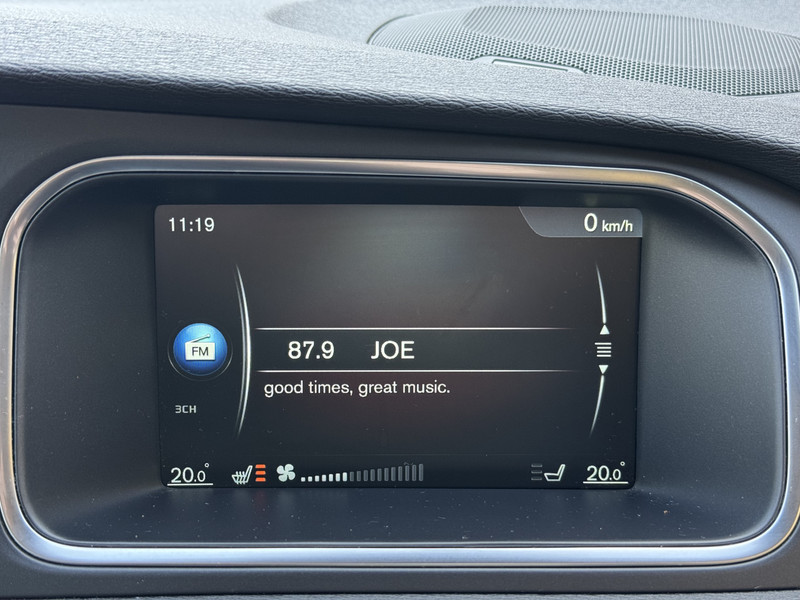 11:19
0 km/h
FM
87.9 JOE
good times, great music.
3CH
20.0°
20.0°